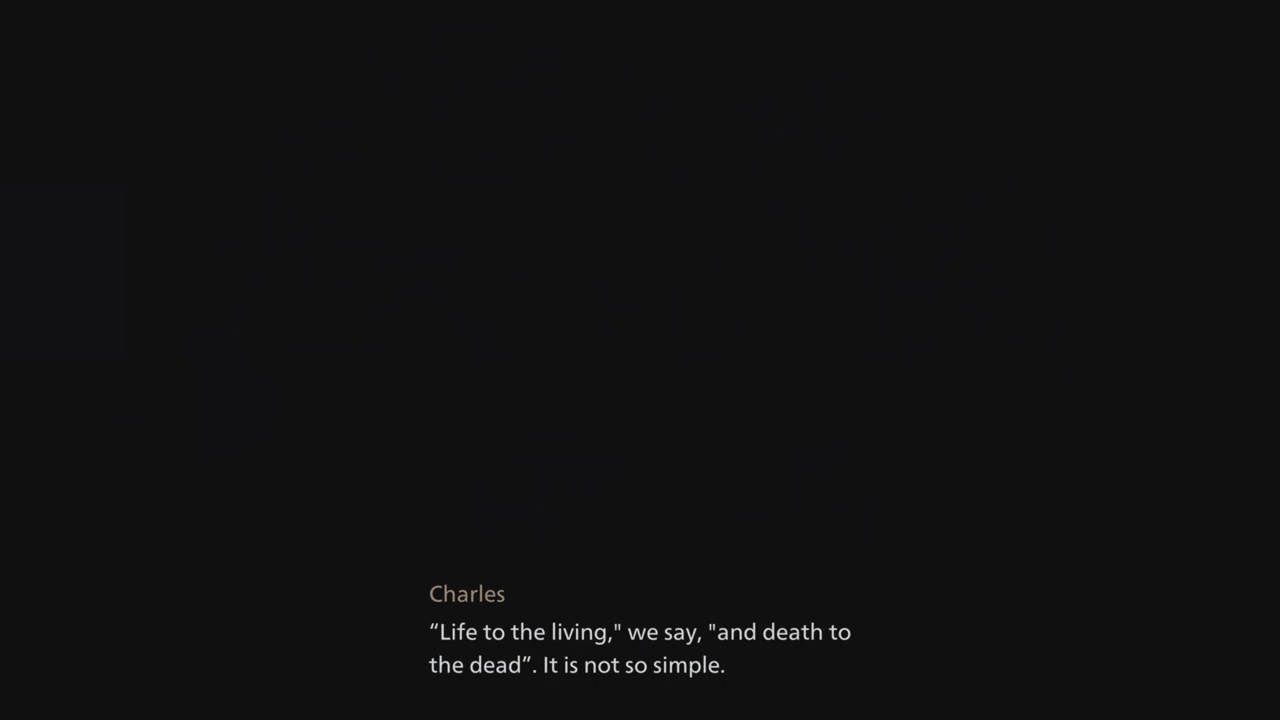 Charles
“Life to the living," we say, "and death to
the dead”. It is not so simple.